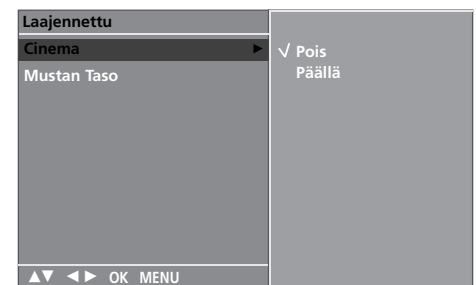 Laajennettu
Cinema ►
√ Pois
Päällä
Mustan Taso
▲▼ ◄► OK MENU